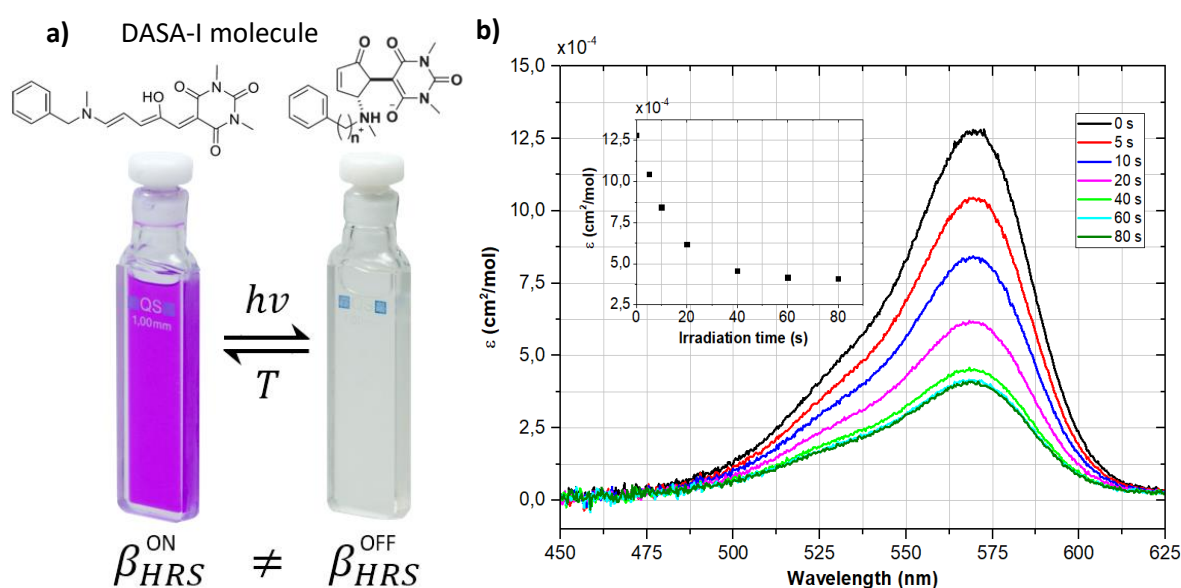 a) DASA-I molecule
N
HO
O
N
O
N
O
O
O
N
O
N
O-
NH
n+
QS
1,00mm
QS
hν
T
β ON HRS ≠ β OFF HRS
b)
x10-4
15,0
12,5
10,0
7,5
5,0
2,5
0,0
ε (cm2/mol)
450 475 500 525 550 575 600 625
Wavelength (nm)
x10-4
12,5
10,0
7,5
5,0
2,5
ε (cm2/mol)
0 20 40 60 80
Irradiation time (s)
0 s
5 s
10 s
20 s
40 s
60 s
80 s